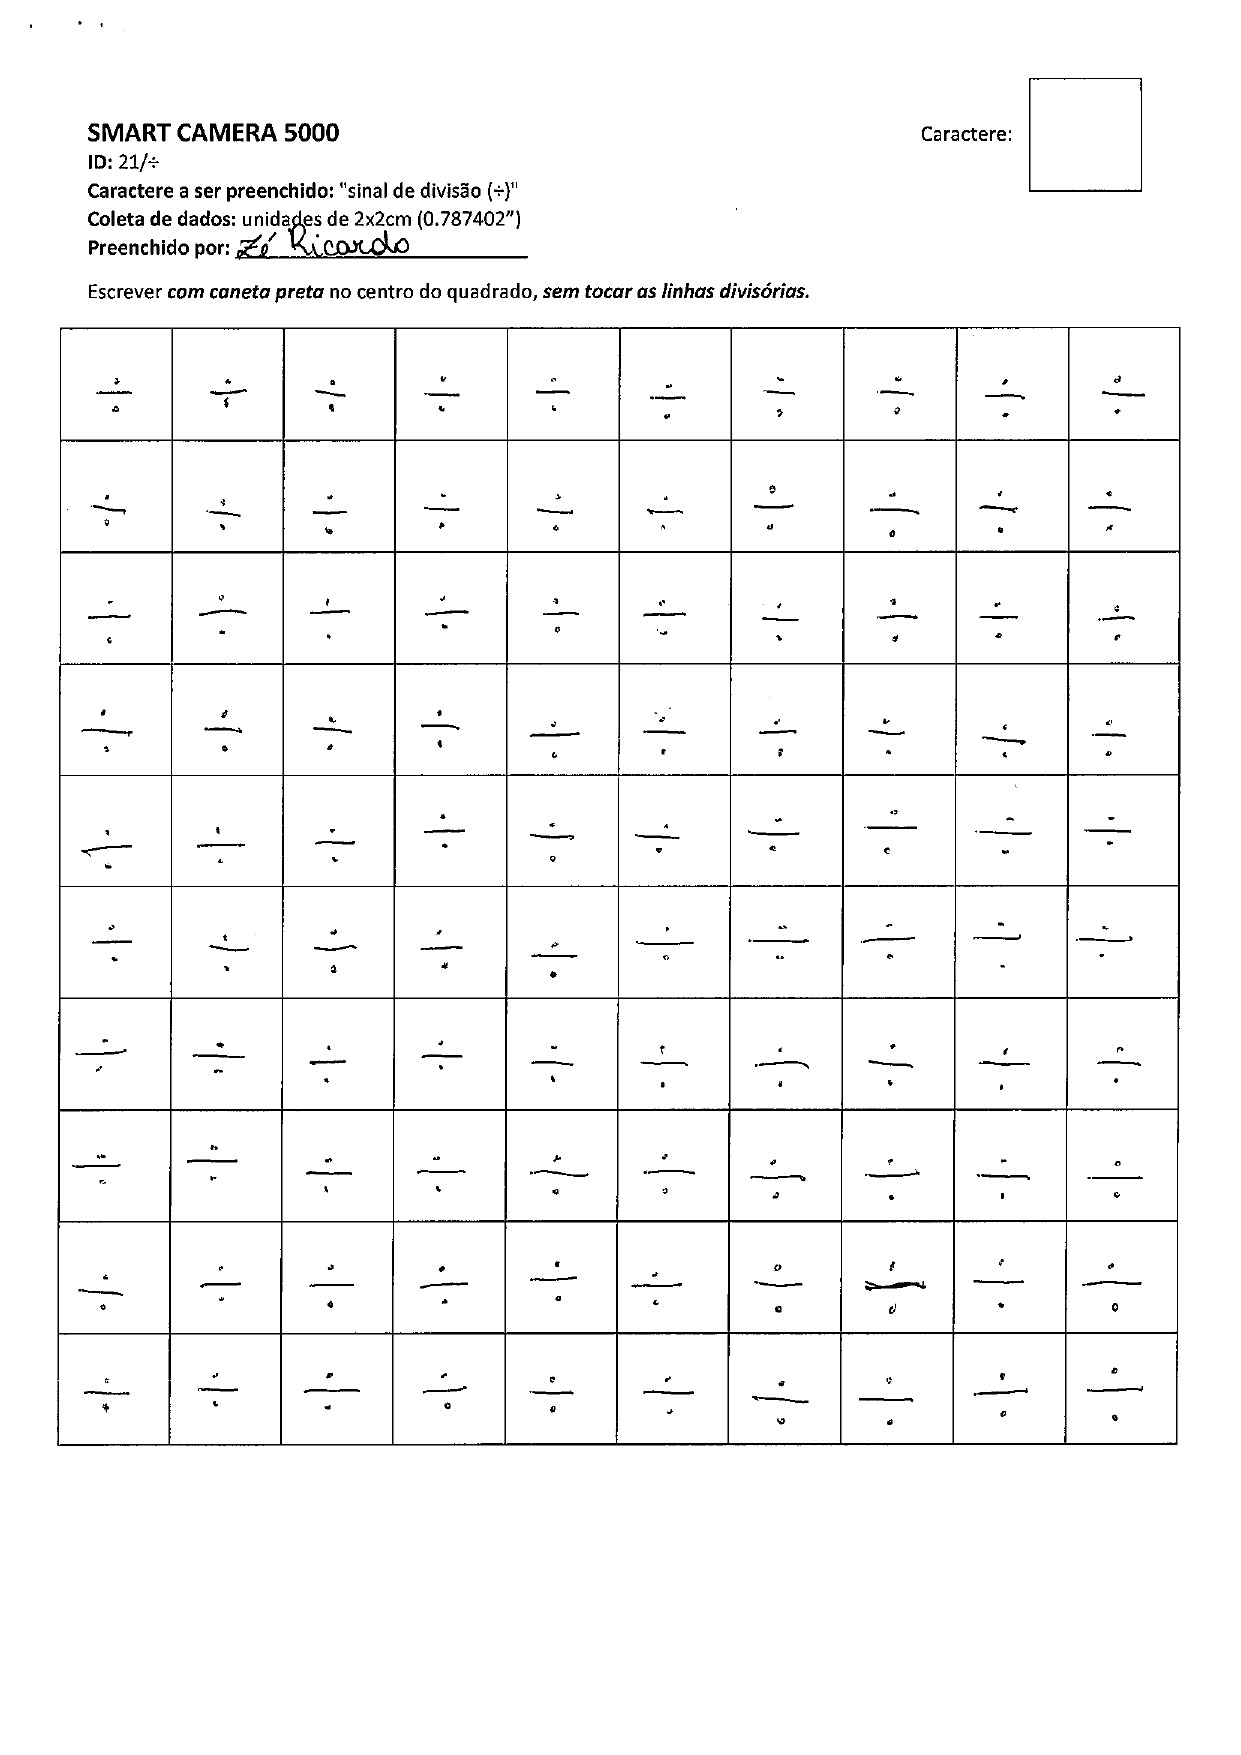 SMART CAMERA 5000
Caractere:
ID: 21/÷
Caractere a ser preenchido: "sinal de divisão (÷)"
Coleta de dados: unidades de 2x2cm (0.787402")
Preenchido por: Zé Ricardo
Escrever com caneta preta no centro do quadrado, sem tocar as linhas divisórias.
÷ ÷ ÷ ÷ ÷ ÷ ÷ ÷ ÷ ÷
÷ ÷ ÷ ÷ ÷ ÷ ÷ ÷ ÷ ÷
÷ ÷ ÷ ÷ ÷ ÷ ÷ ÷ ÷ ÷
÷ ÷ ÷ ÷ ÷ ÷ ÷ ÷ ÷ ÷
÷ ÷ ÷ ÷ ÷ ÷ ÷ ÷ ÷ ÷
÷ ÷ ÷ ÷ ÷ ÷ ÷ ÷ ÷ ÷
÷ ÷ ÷ ÷ ÷ ÷ ÷ ÷ ÷ ÷
÷ ÷ ÷ ÷ ÷ ÷ ÷ ÷ ÷ ÷
÷ ÷ ÷ ÷ ÷ ÷ ÷ ÷ ÷ ÷
÷ ÷ ÷ ÷ ÷ ÷ ÷ ÷ ÷ ÷